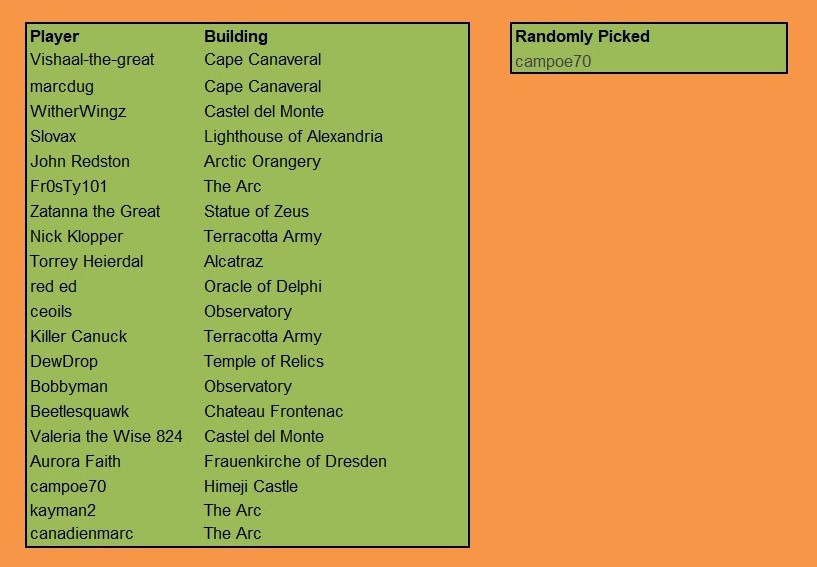 Player Building
Vishaal-the-great Cape Canaveral
marcdug Cape Canaveral
WitherWingz Castel del Monte
Slovax Lighthouse of Alexandria
John Redston Arctic Orangery
Fr0sTy101 The Arc
Zatanna the Great Statue of Zeus
Nick Klopper Terracotta Army
Torrey Heierdal Alcatraz
red ed Oracle of Delphi
ceoils Observatory
Killer Canuck Terracotta Army
DewDrop Temple of Relics
Bobbyman Observatory
Beetlesquawk Chateau Frontenac
Valeria the Wise 824 Castel del Monte
Aurora Faith Frauenkirche of Dresden
campoe70 Himeji Castle
kayman2 The Arc
canadienmarc The Arc
Randomly Picked
campoe70